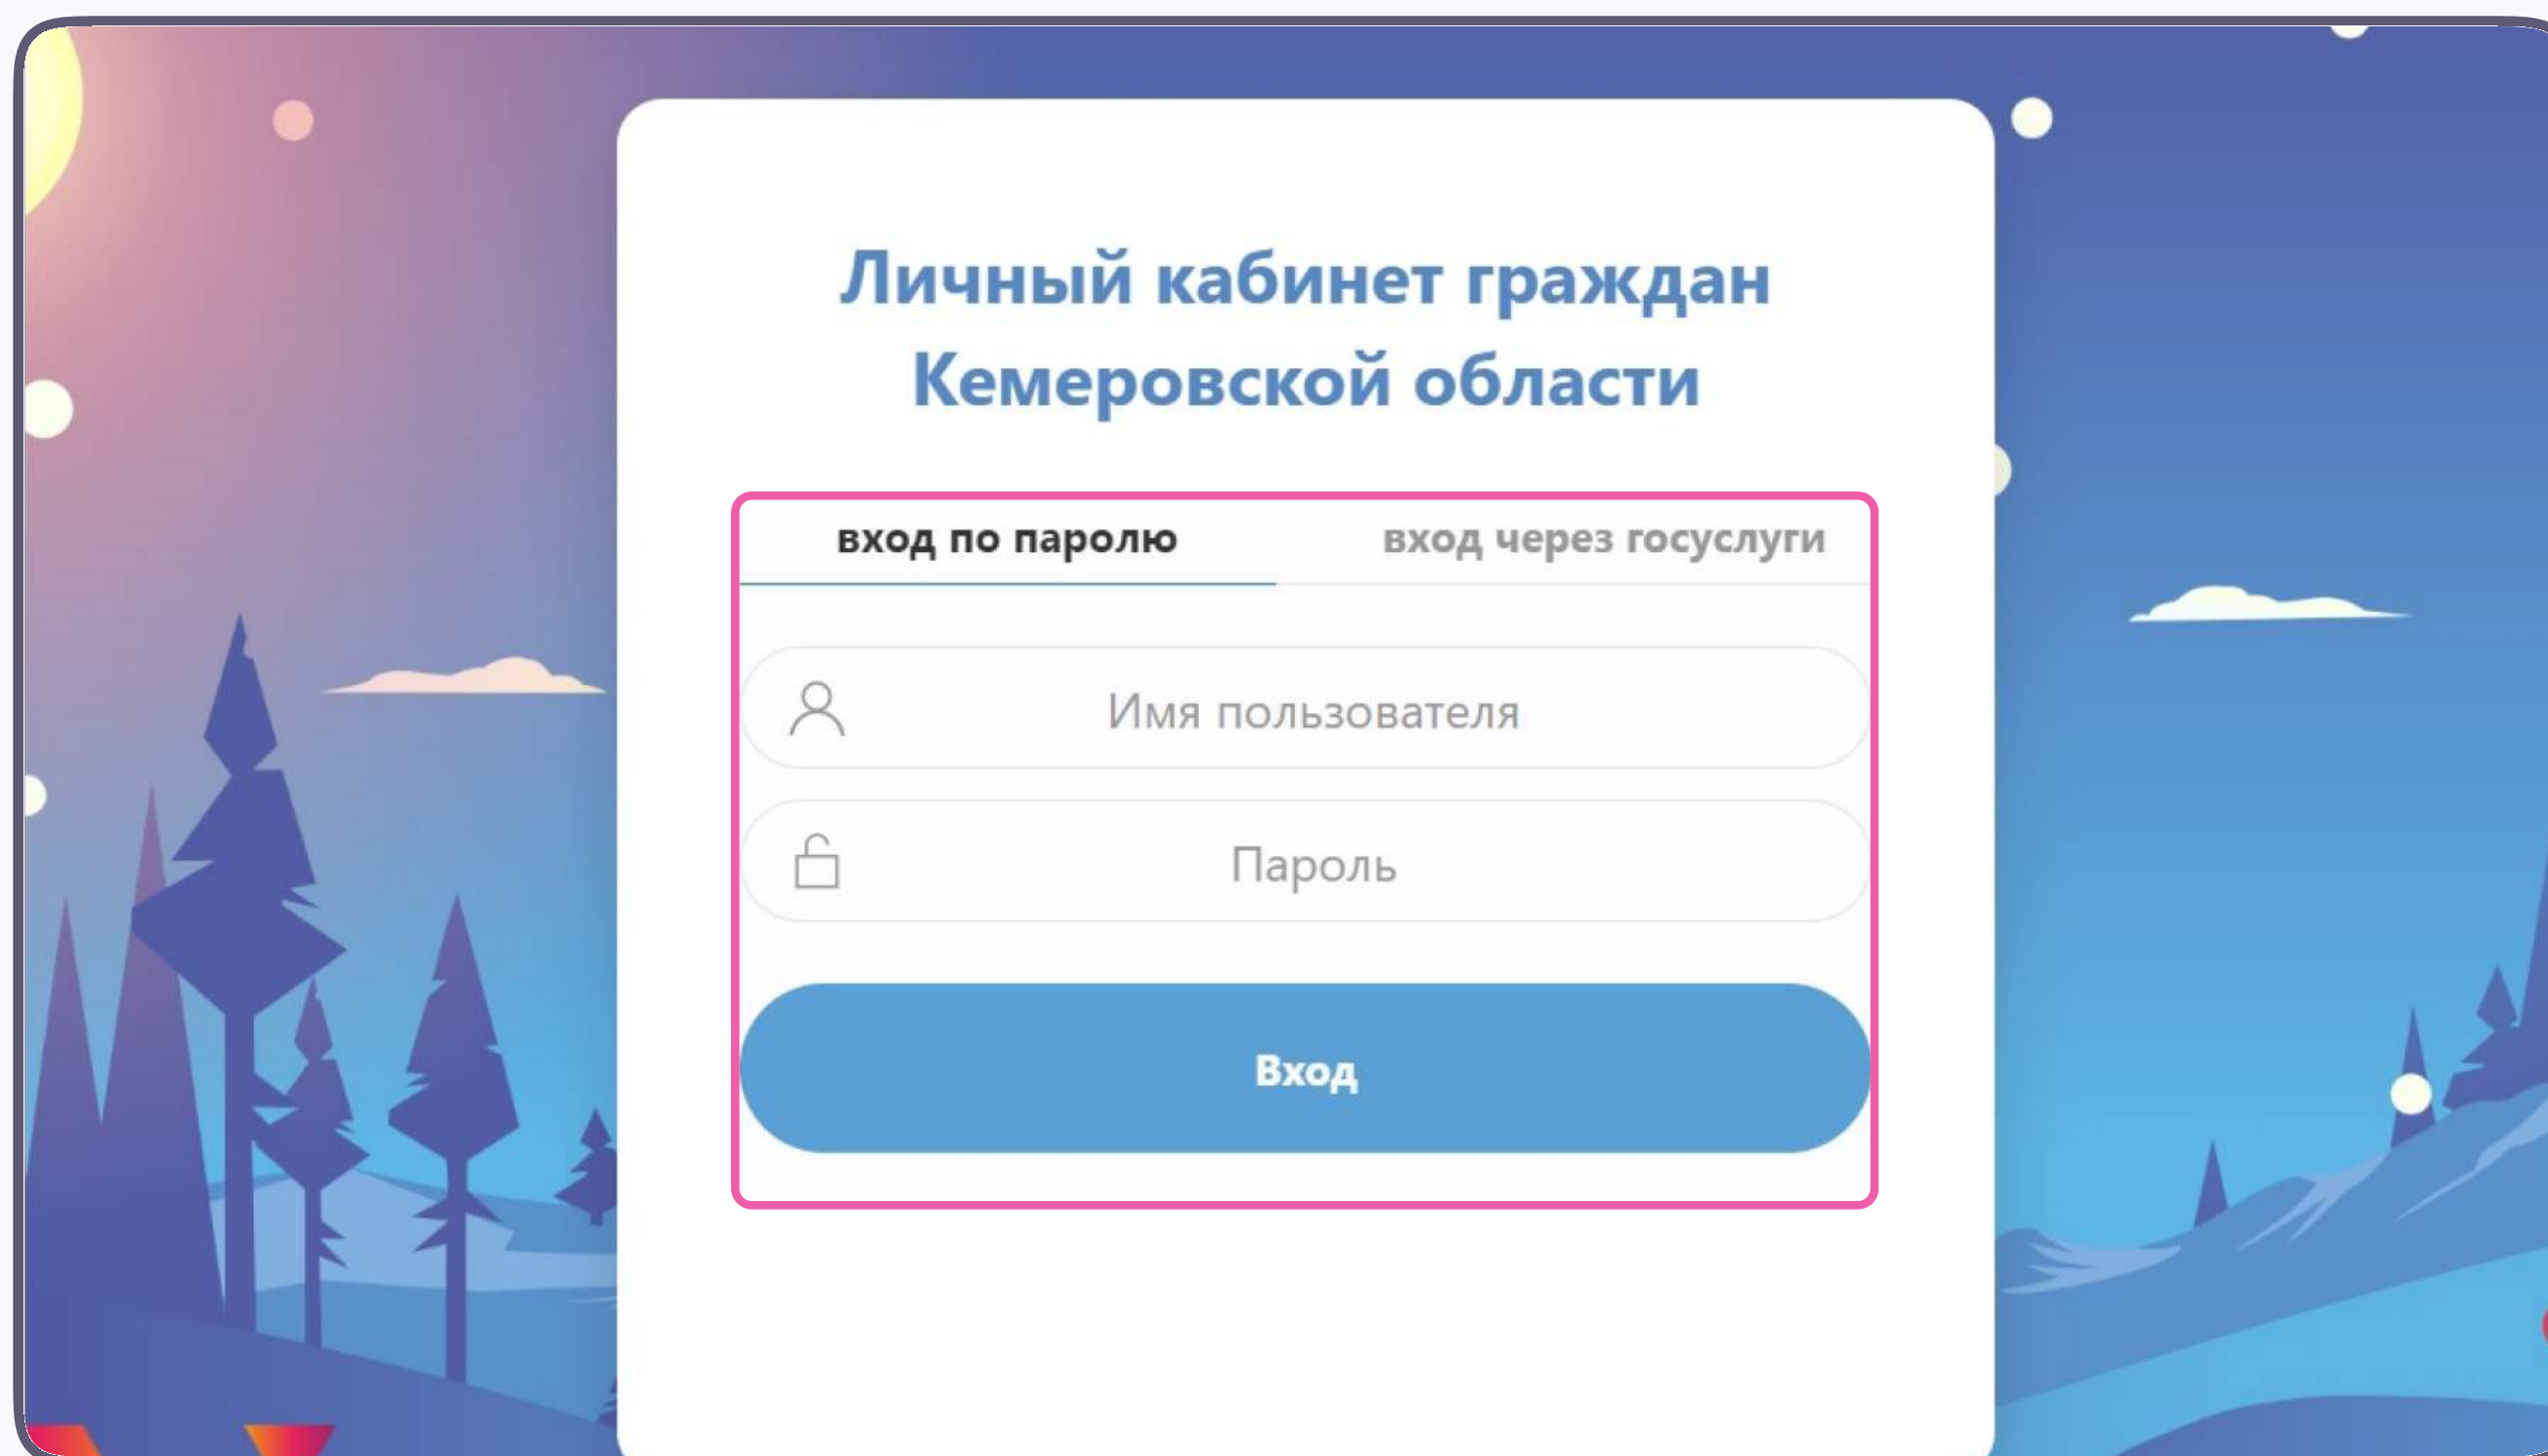 Личный кабинет граждан
Кемеровской области
вход по паролю вход через госуслуги
Имя пользователя
Пароль
Вход